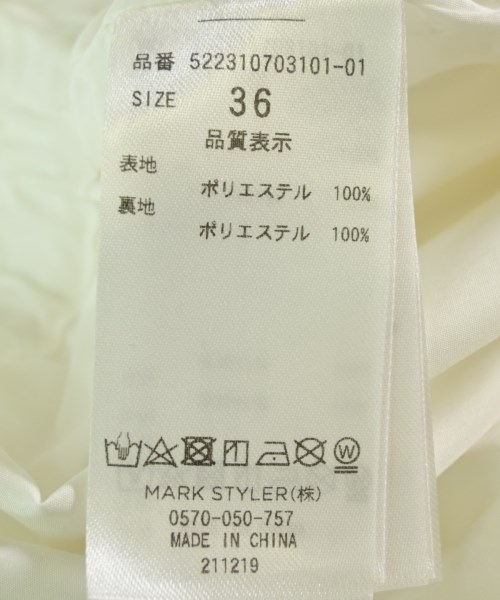 品番 522310703101-01
SIZE 36
品質表示
表地
ポリエステル 100%
裏地
ポリエステル 100%
W
MARK STYLER(株)
0570-050-757
MADE IN CHINA
211219